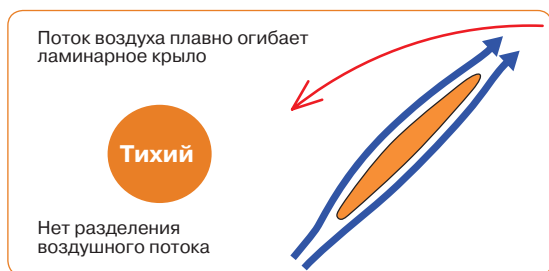 Поток воздуха плавно огибает
ламинарное крыло
Тихий
Нет разделения
воздушного потока